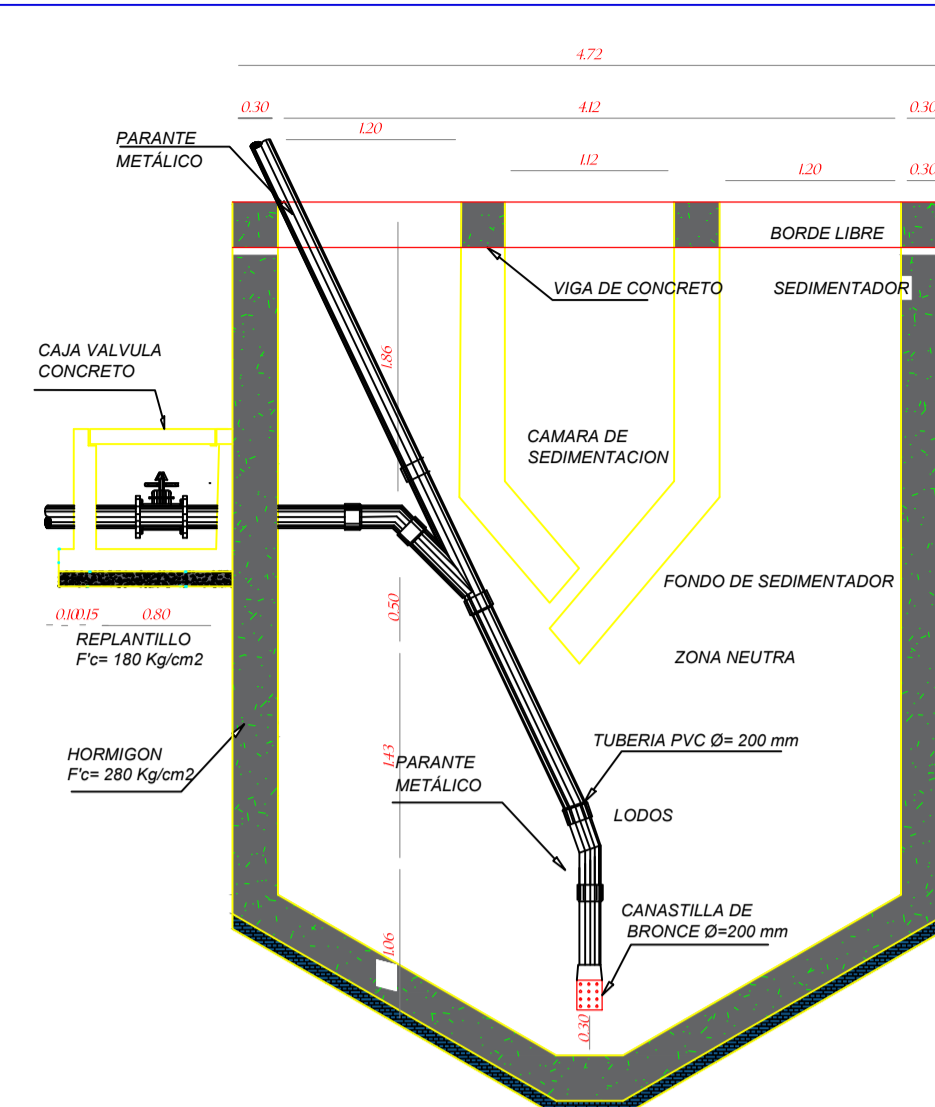 4.72
0.30
4.12
0.30
1.20
1.12
1.20
0.30
PARANTE
METÁLICO
BORDE LIBRE
VIGA DE CONCRETO
SEDIMENTADOR
1.86
CAJA VALVULA
CONCRETO
CAMARA DE
SEDIMENTACION
FONDO DE SEDIMENTADOR
0.50
0.10
0.15
0.80
REPLANTILLO
F'c= 180 Kg/cm2
ZONA NEUTRA
HORMIGON
F'c= 280 Kg/cm2
1.43
TUBERIA PVC Ø= 200 mm
PARANTE
METÁLICO
LODOS
CANASTILLA DE
BRONCE Ø=200 mm
1.06
0.30